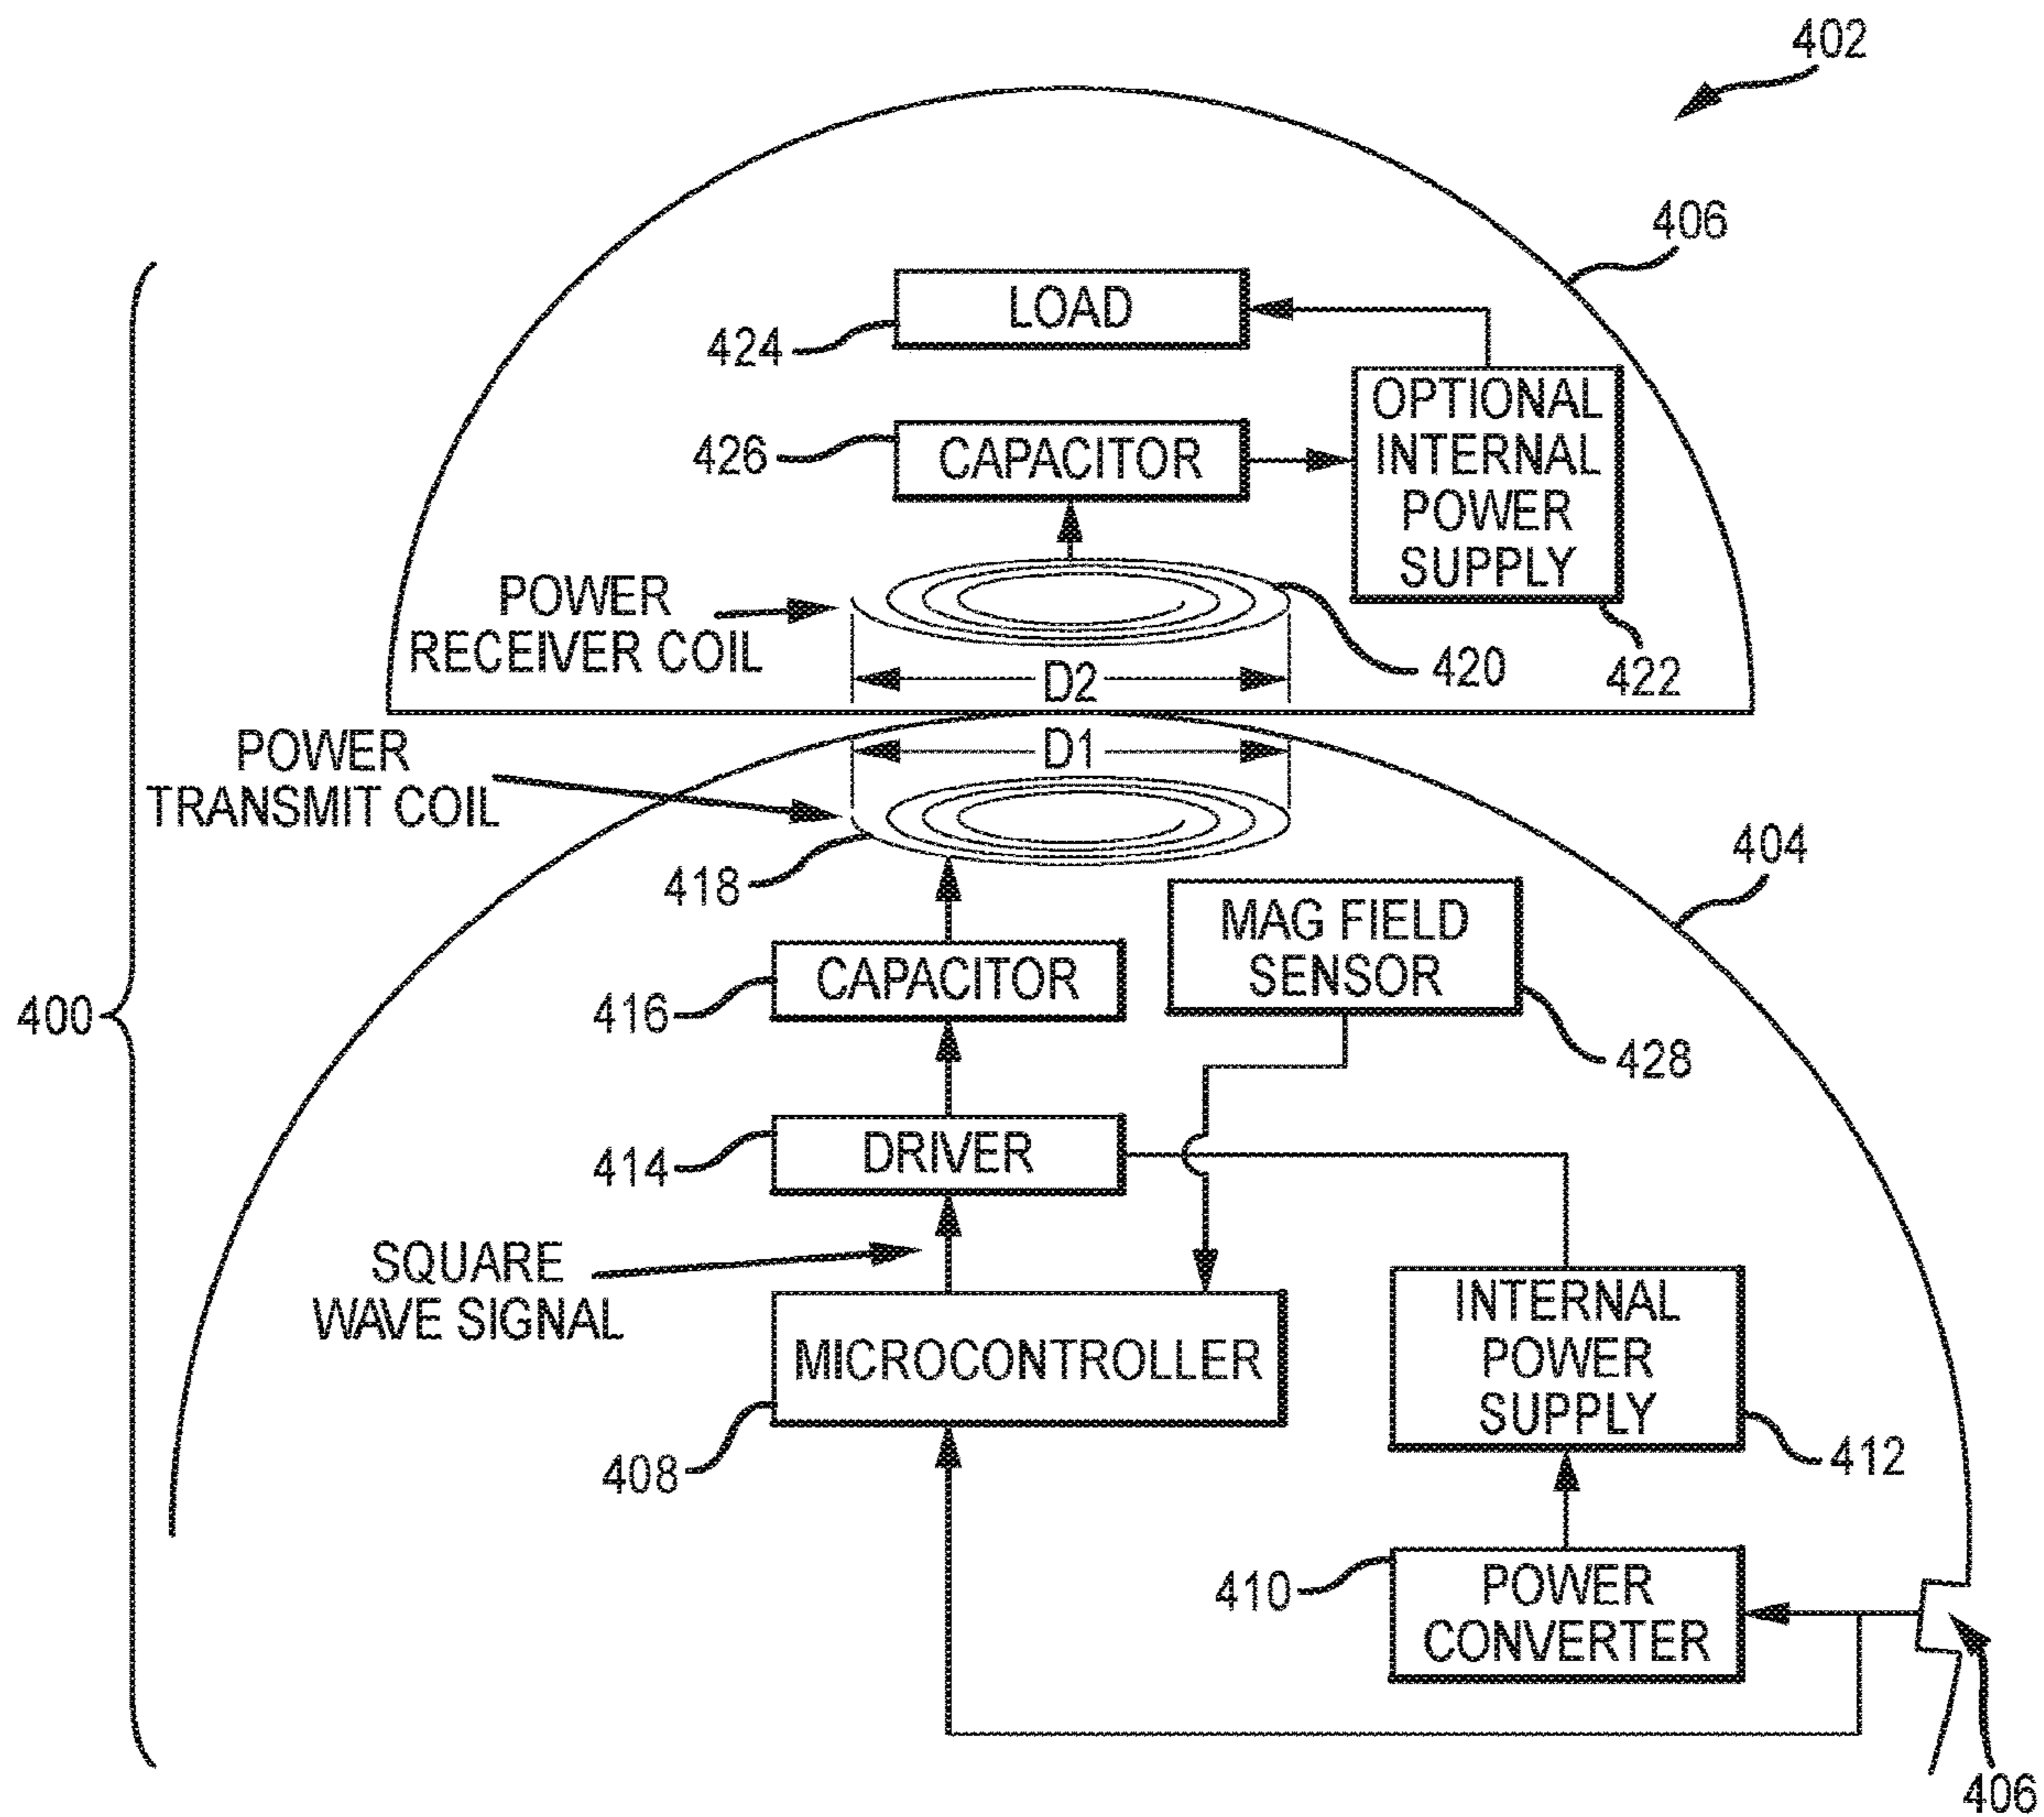 402
406
LOAD
424
OPTIONAL
INTERNAL
POWER
SUPPLY
426
CAPACITOR
POWER
RECEIVER COIL
420
422
D2
POWER
TRANSMIT COIL
D1
404
418
MAG FIELD
SENSOR
CAPACITOR
416
400
428
DRIVER
414
SQUARE
WAVE SIGNAL
INTERNAL
POWER
SUPPLY
MICROCONTROLLER
408
412
410
POWER
CONVERTER
406